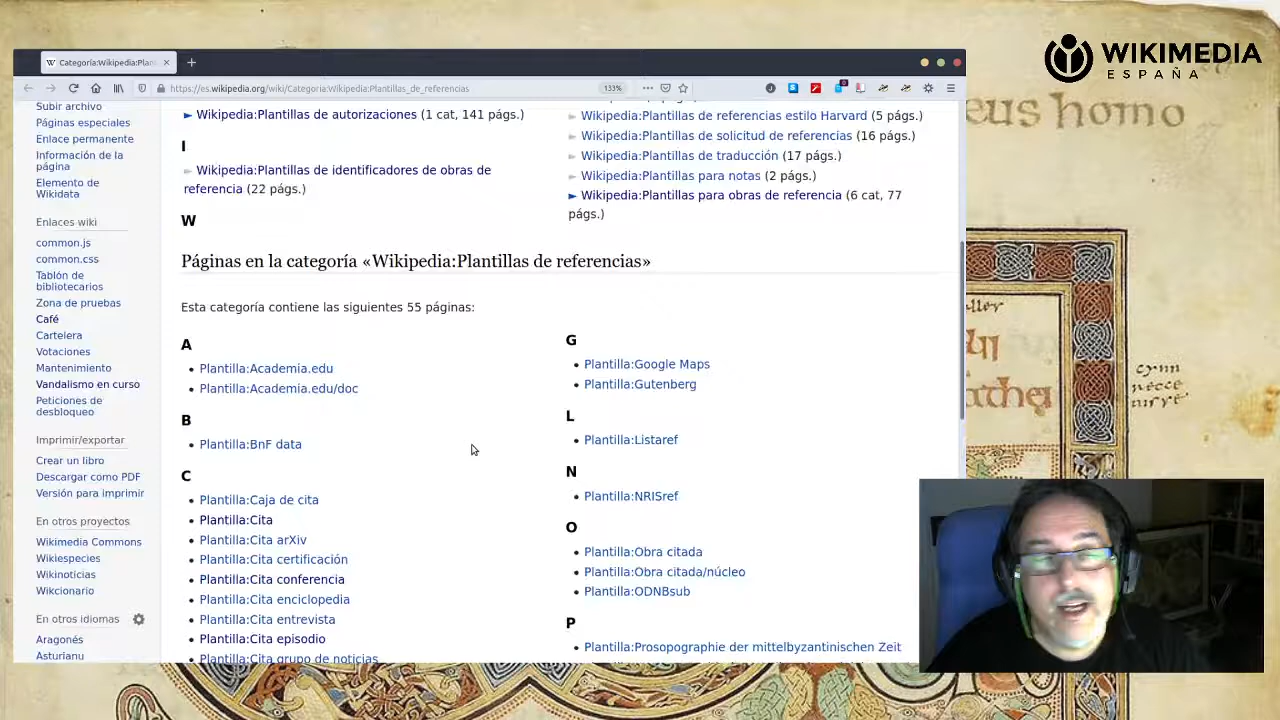 WIKIMEDIA
ESPAÑA
eus homo
Categoría:Wikipedia:Plan
https://es.wikipedia.org/wiki/Categoría:Wikipedia:Plantillas_de_referencias
133%
Subir archivo
Páginas especiales
Enlace permanente
Información de la
página
Elemento de
Wikidata
Enlaces wiki
common.js
common.css
Tablón de
bibliotecarios
Zona de pruebas
Café
Cartelera
Votaciones
Mantenimiento
Vandalismo en curso
Peticiones de
desbloqueo
Imprimir/exportar
Crear un libro
Descargar como PDF
Versión para imprimir
En otros proyectos
Wikimedia Commons
Wikiespecies
Wikinoticias
Wikcionario
En otros idiomas
Aragonés
Asturianu
► Wikipedia:Plantillas de autorizaciones (1 cat, 141 págs.)
I
► Wikipedia:Plantillas de identificadores de obras de
referencia (22 págs.)
W
► Wikipedia:Plantillas de referencias estilo Harvard (5 págs.)
► Wikipedia:Plantillas de solicitud de referencias (16 págs.)
► Wikipedia:Plantillas de traducción (17 págs.)
► Wikipedia:Plantillas para notas (2 págs.)
► Wikipedia:Plantillas para obras de referencia (6 cat, 77
págs.)
Páginas en la categoría «Wikipedia:Plantillas de referencias»
Esta categoría contiene las siguientes 55 páginas:
A
• Plantilla:Academia.edu
• Plantilla:Academia.edu/doc
B
• Plantilla:BnF data
C
• Plantilla:Caja de cita
• Plantilla:Cita
• Plantilla:Cita arXiv
• Plantilla:Cita certificación
• Plantilla:Cita conferencia
• Plantilla:Cita enciclopedia
• Plantilla:Cita entrevista
• Plantilla:Cita episodio
• Plantilla:Cita grupo de noticias
G
• Plantilla:Google Maps
• Plantilla:Gutenberg
L
• Plantilla:Listaref
N
• Plantilla:NRISref
O
• Plantilla:Obra citada
• Plantilla:Obra citada/núcleo
• Plantilla:ODNBsub
P
• Plantilla:Prosopographie der mittelbyzantinischen Zeit